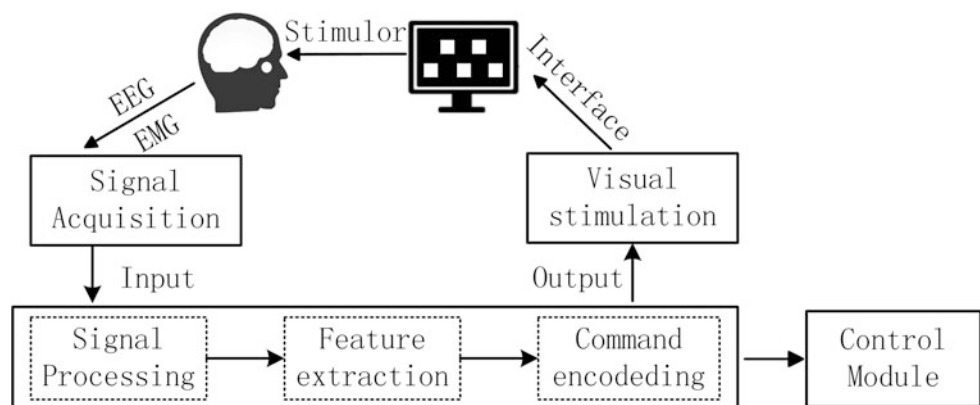 Stimulor
Interface
EEG
EMG
Signal
Acquisition
Visual
stimulation
Input
Output
Signal
Processing
Feature
extraction
Command
encodeding
Control
Module